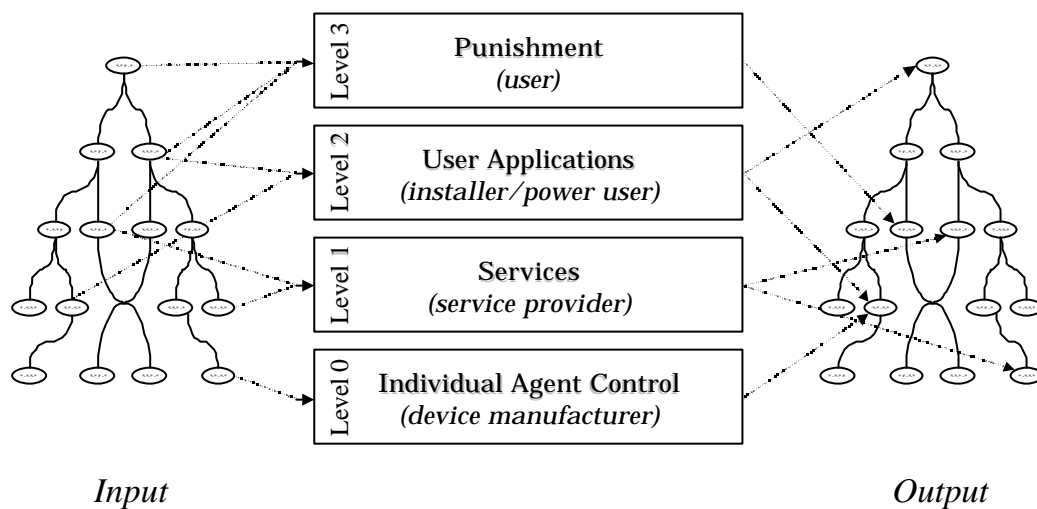 Level 3
Punishment
(user)
Level 2
User Applications
(installer/power user)
Level 1
Services
(service provider)
Level 0
Individual Agent Control
(device manufacturer)
Input
Output